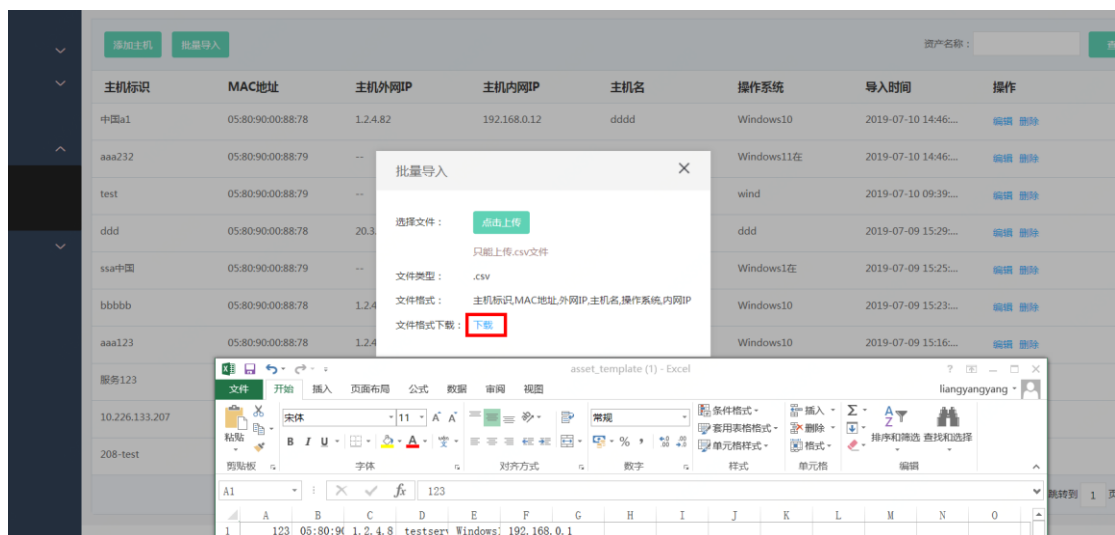 添加主机 批量导入 资产名称：
主机标识 MAC地址 主机外网IP 主机内网IP 主机名 操作系统 导入时间 操作
中国a1 05:80:90:00:88:78 1.2.4.82 192.168.0.12 dddd Windows10 2019-07-10 14:46:... 编辑 删除
aaa232 05:80:90:00:88:79 -- Windows11在 2019-07-10 14:46:... 编辑 删除
批量导入
test 05:80:90:00:88:79 -- wind 2019-07-10 09:39:... 编辑 删除
选择文件： 点击上传
ddd 05:80:90:00:88:78 20.3. ddd 2019-07-09 15:29:... 编辑 删除
只能上传.csv文件
ssa中国 05:80:90:00:88:79 -- Windows1在 2019-07-09 15:25:... 编辑 删除
文件类型： .csv
文件格式： 主机标识,MAC地址,外网IP,主机名,操作系统,内网IP
bbbbb 05:80:90:00:88:78 1.2.4 Windows10 2019-07-09 15:23:... 编辑 删除
文件格式下载： 下载
aaa123 05:80:90:00:88:78 1.2.4 Windows10 2019-07-09 15:16:... 编辑 删除
asset_template (1) - Excel
服务123
文件 开始 插入 页面布局 公式 数据 审阅 视图 liangyangyang
10.226.133.207
宋体 11 常规 条件格式 插入
粘贴 B I U A 套用表格格式 删除 排序和筛选 查找和选择
208-test
单元格样式 格式
剪贴板 字体 对齐方式 数字 样式 单元格 编辑
A1 fx 123
跳转到 1 页
A B C D E F G H I J K L M N O
1 123 05:80:90 1.2.4.8 testserv Windows1 192.168.0.1